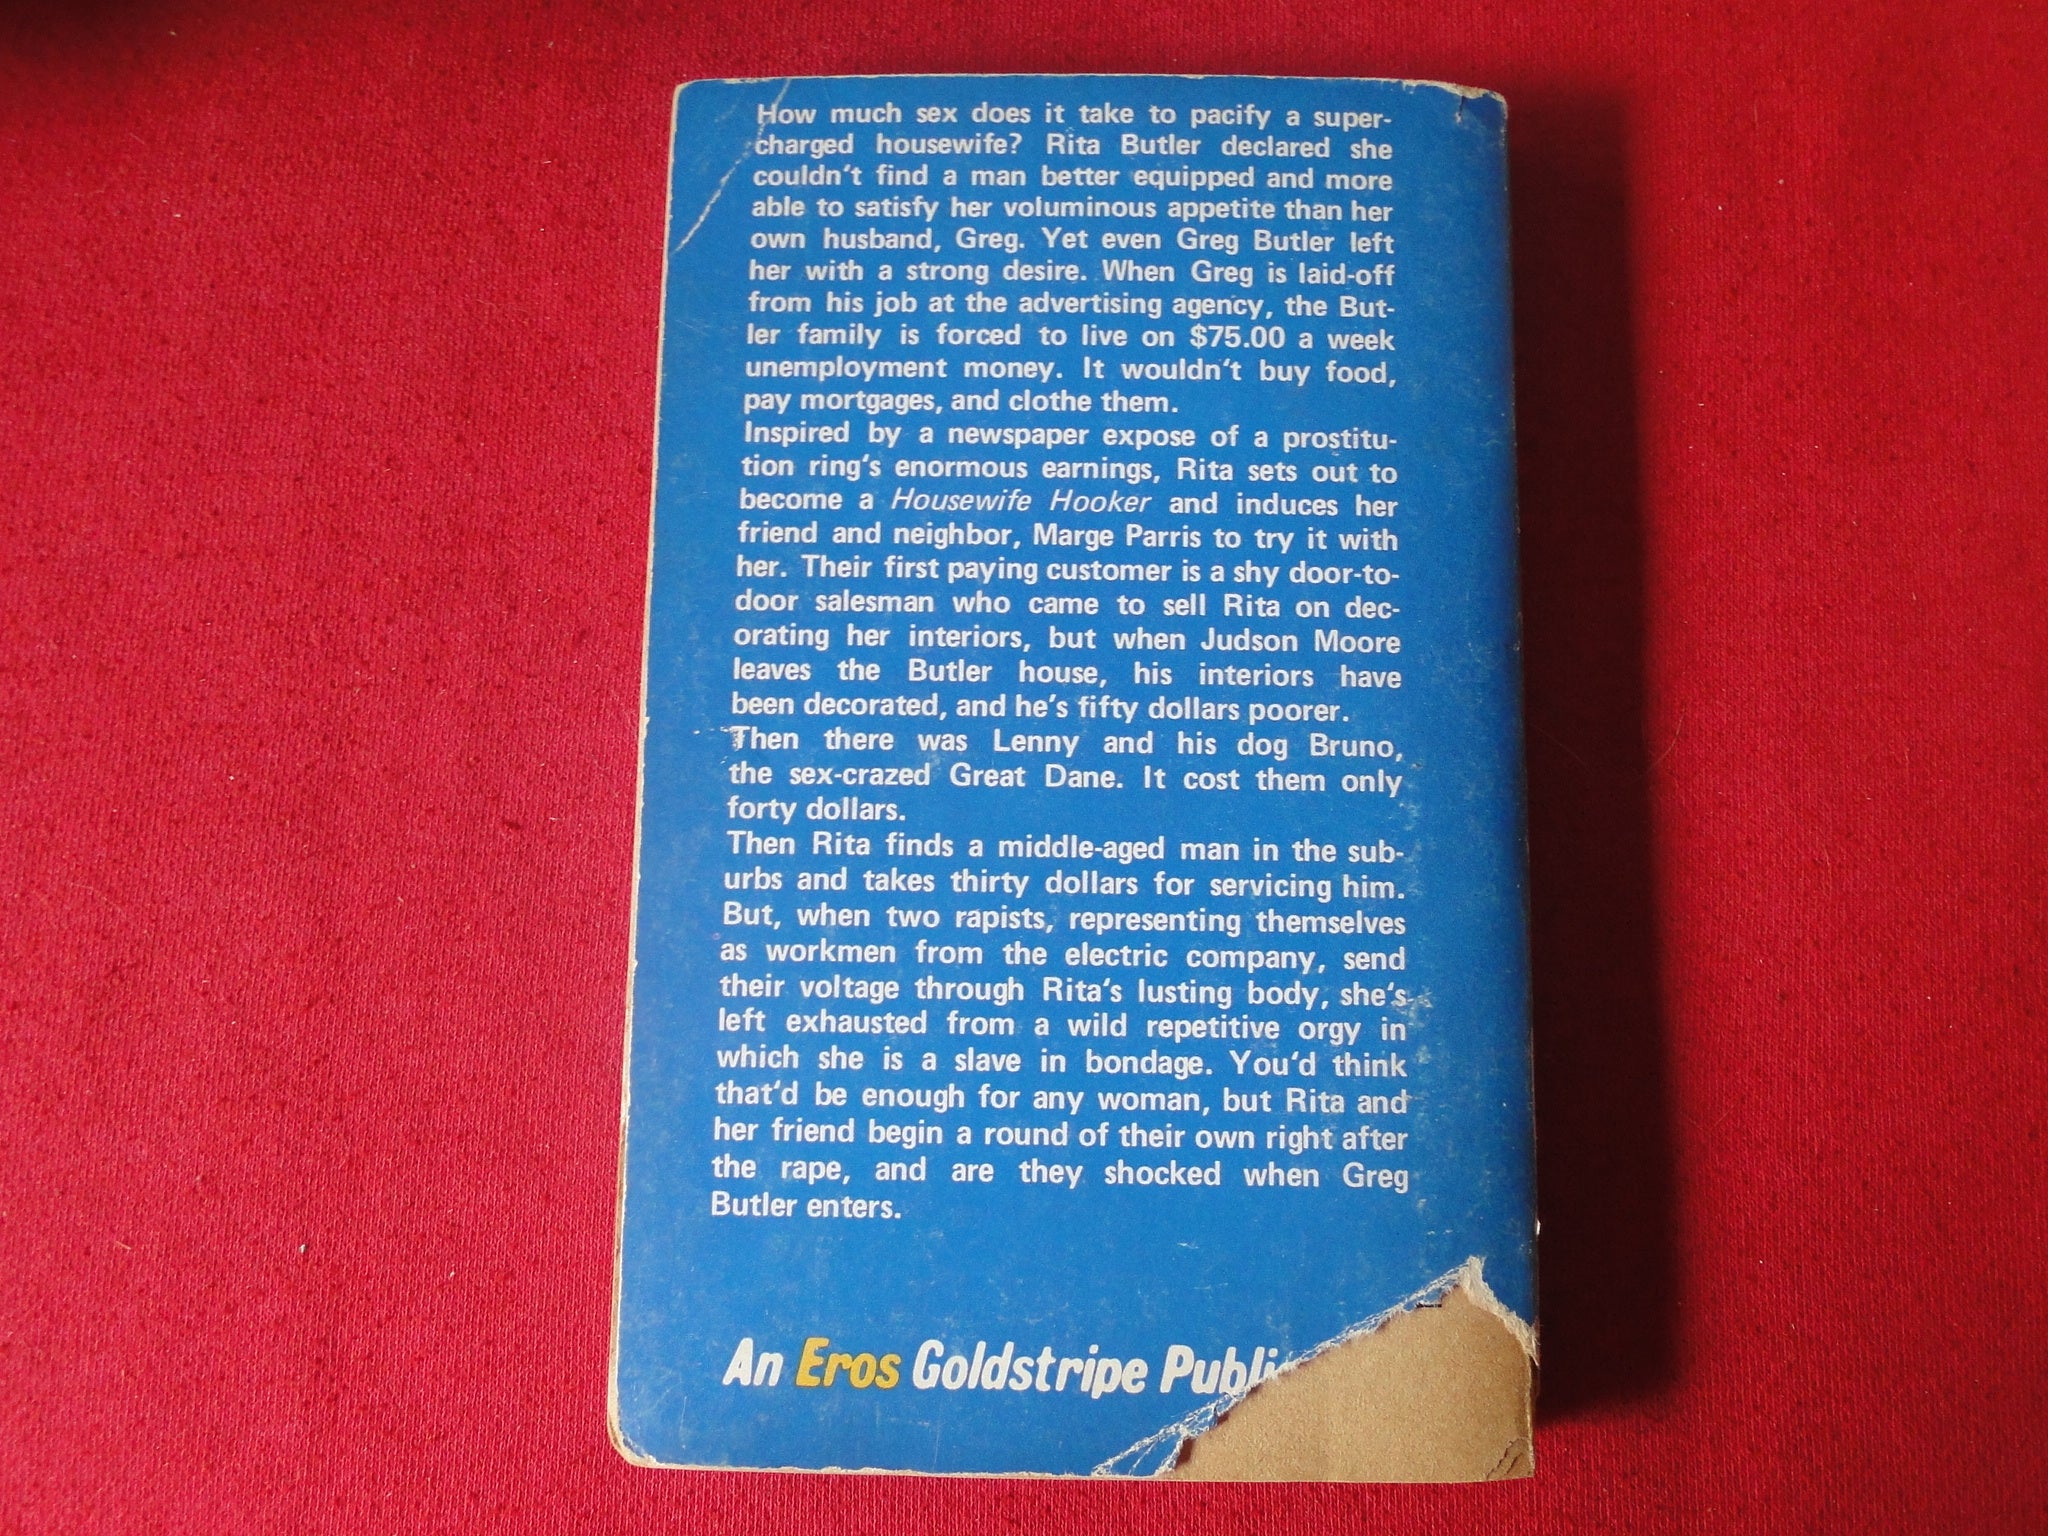 How much sex does it take to pacify a super-
charged housewife? Rita Butler declared she
couldn't find a man better equipped and more
able to satisfy her voluminous appetite than her
own husband, Greg. Yet even Greg Butler left
her with a strong desire. When Greg is laid-off
from his job at the advertising agency, the But-
ler family is forced to live on $75.00 a week
unemployment money. It wouldn't buy food,
pay mortgages, and clothe them.
Inspired by a newspaper expose of a prostitu-
tion ring's enormous earnings, Rita sets out to
become a Housewife Hooker and induces her
friend and neighbor, Marge Parris to try it with
her. Their first paying customer is a shy door-to-
door salesman who came to sell Rita on dec-
orating her interiors, but when Judson Moore
leaves the Butler house, his interiors have
been decorated, and he's fifty dollars poorer.
Then there was Lenny and his dog Bruno,
the sex-crazed Great Dane. It cost them only
forty dollars.
Then Rita finds a middle-aged man in the sub-
urbs and takes thirty dollars for servicing him.
But, when two rapists, representing themselves
as workmen from the electric company, send
their voltage through Rita's lusting body, she's
left exhausted from a wild repetitive orgy in
which she is a slave in bondage. You'd think
that'd be enough for any woman, but Rita and
her friend begin a round of their own right after
the rape, and are they shocked when Greg
Butler enters.
An Eros Goldstripe Publi